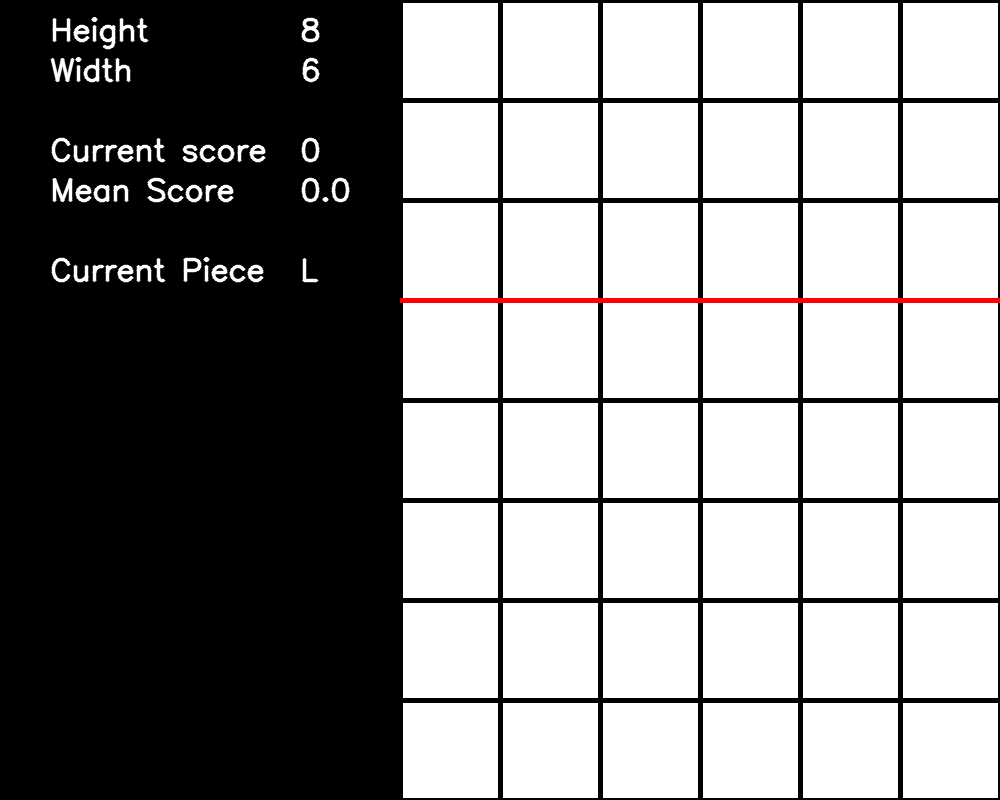 Height 8
Width 6
Current score 0
Mean Score 0.0
Current Piece L